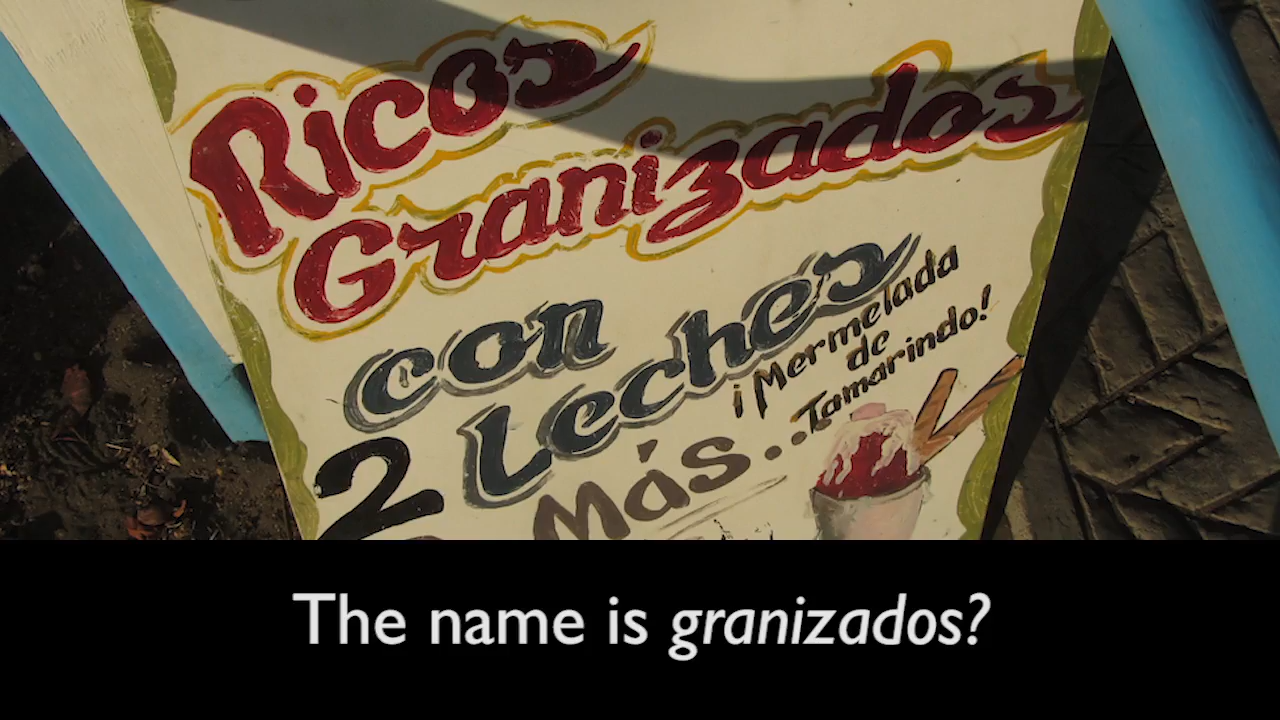 Ricos
Granizados
con
2 Leches
¡Mermelada
de
Tamarindo!
Más...
The name is granizados?